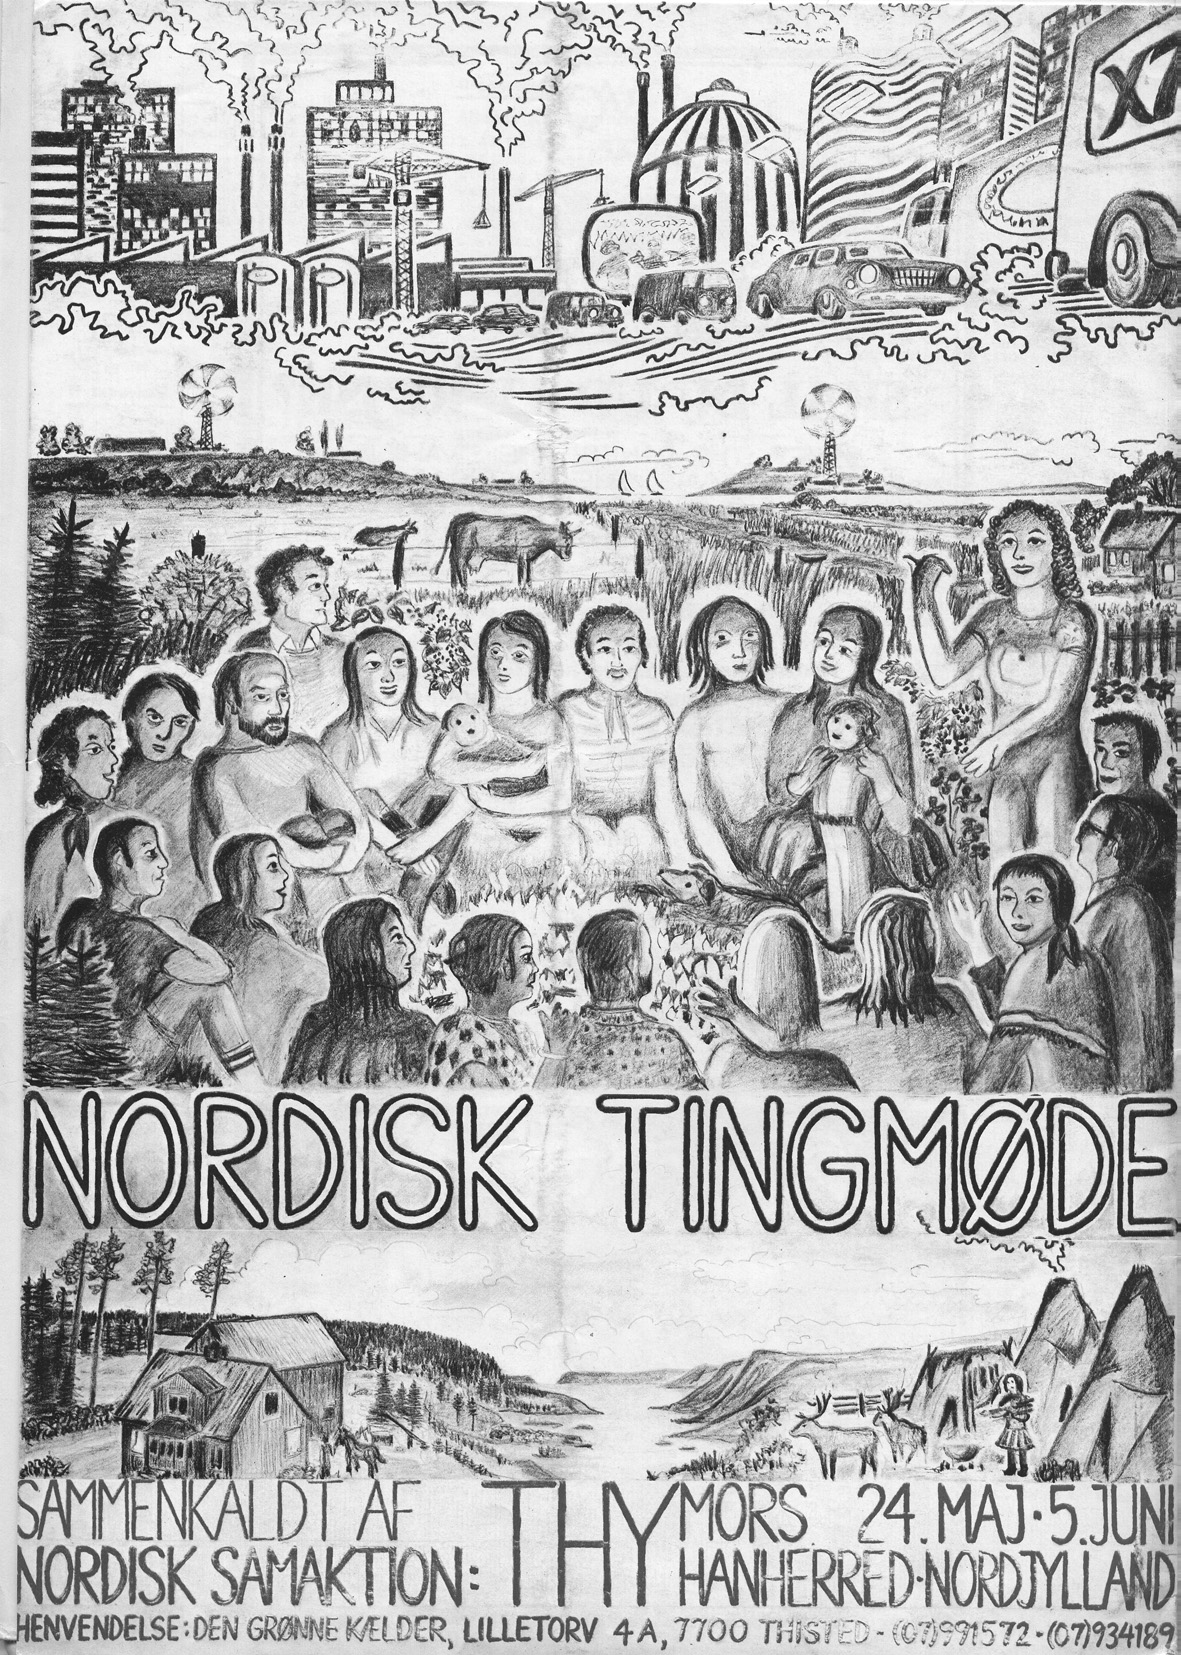 X7
NORDISK TINGMØDE
SAMMENKALDT AF
NORDISK SAMAKTION:
THY
MORS 24. MAJ · 5. JUNI
HANHERRED · NORDJYLLAND
HENVENDELSE: DEN GRØNNE KÆLDER, LILLETORV 4A, 7700 THISTED - (07)991572 · (07)934189